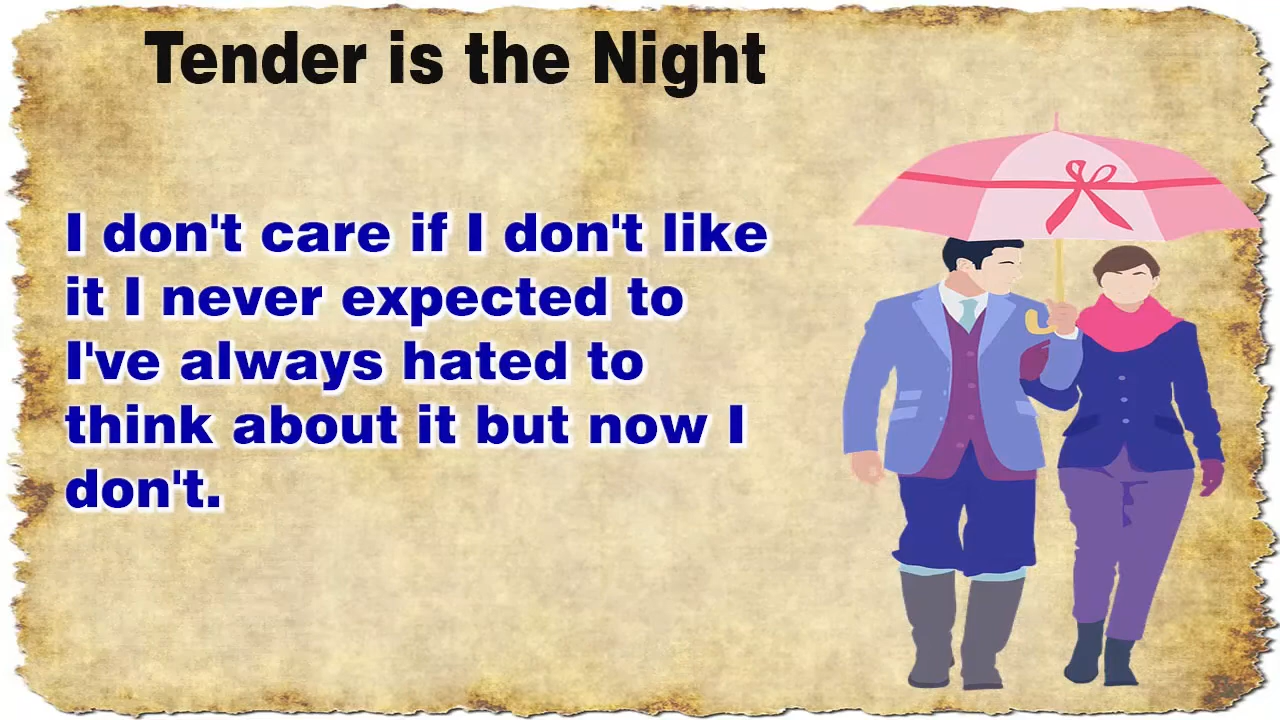 Tender is the Night
I don't care if I don't like
it I never expected to
I've always hated to
think about it but now I
don't.